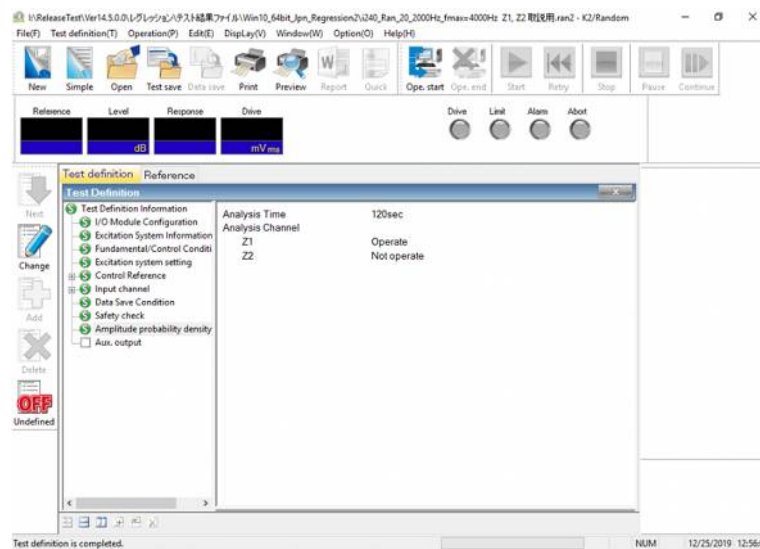 I:\ReleaseTest\Ver14.5.0.0\レグレッション\テスト結果ファイル\Win10_64bit_Jpn_Regression2\i240_Ran_20_2000Hz_fmax=4000Hz Z1, Z2 取説用.ran2 - K2/Random
File(F) Test definition(T) Operation(P) Edit(E) DispLay(V) Window(W) Option(O) Help(H)
New Simple Open Test save Data save Print Preview Report Quick Ope. start Ope. end Start Retry Stop Pause Continue
Reference Level Response Drive Drive Limit Alarm Abort
dB mV rms
Test definition Reference
Test Definition
Next
Change
Add
Delete
OFF
Undefined
Test Definition Information
I/O Module Configuration
Excitation System Information
Fundamental/Control Conditi
Excitation system setting
Control Reference
Input channel
Data Save Condition
Safety check
Amplitude probability density
Aux. output
Analysis Time 120sec
Analysis Channel
Z1 Operate
Z2 Not operate
Test definition is completed.
NUM 12/25/2019 12:56: